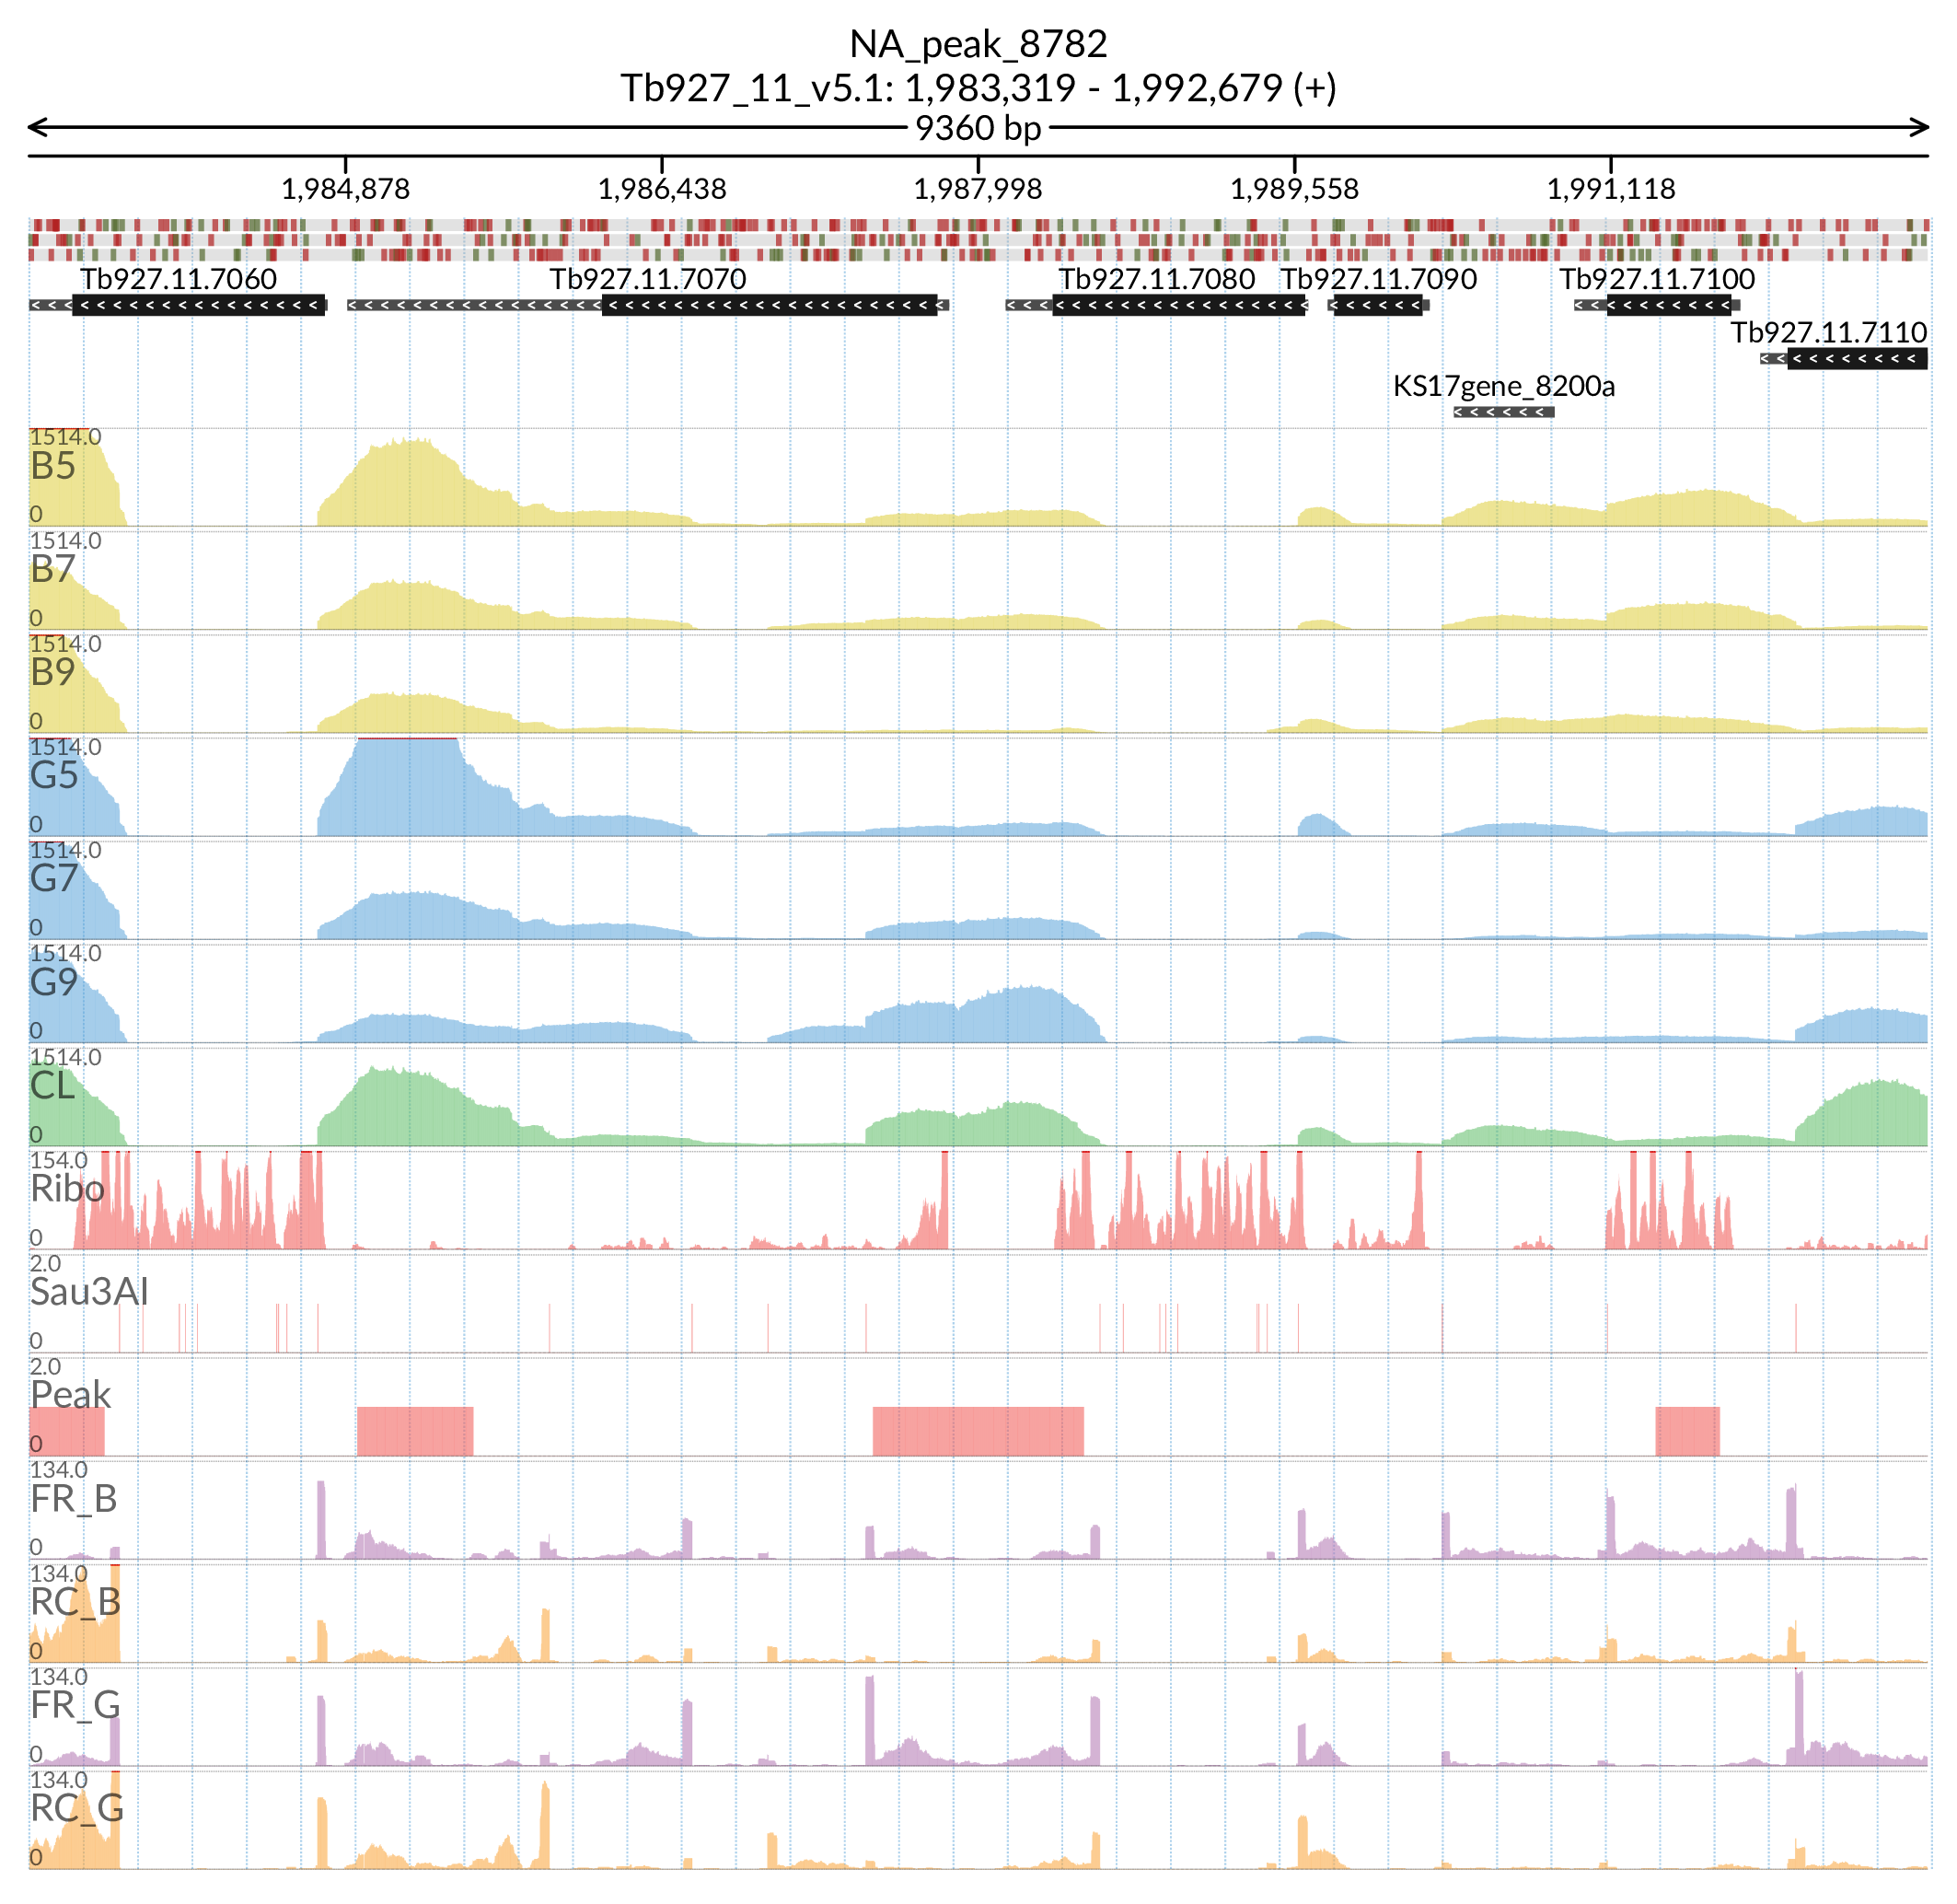 NA_peak_8782
Tb927_11_v5.1: 1,983,319 - 1,992,679 (+)
9360 bp
1,984,878 1,986,438 1,987,998 1,989,558 1,991,118
Tb927.11.7060 Tb927.11.7070 Tb927.11.7080 Tb927.11.7090 Tb927.11.7100
Tb927.11.7110
KS17gene_8200a
1514.0
B5
0
1514.0
B7
0
1514.0
B9
0
1514.0
G5
0
1514.0
G7
0
1514.0
G9
0
1514.0
CL
0
154.0
Ribo
0
2.0
Sau3AI
0
2.0
Peak
0
134.0
FR_B
0
134.0
RC_B
0
134.0
FR_G
0
134.0
RC_G
0